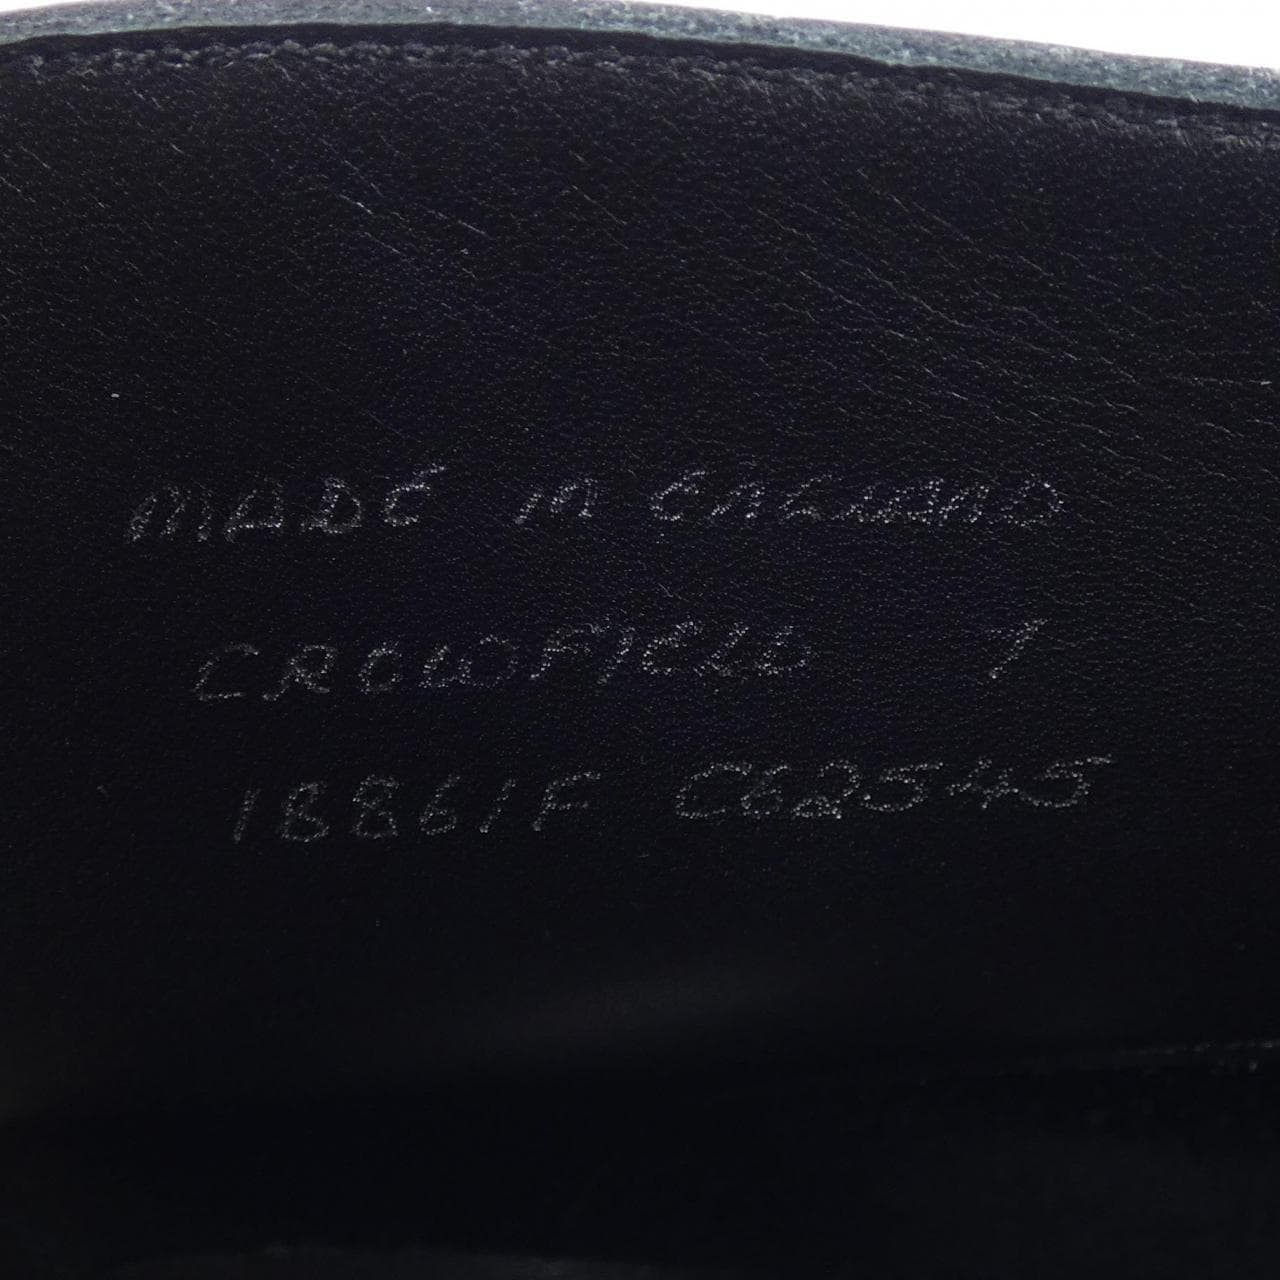 MADE in EnGLAND
CROWFIELD 7
18861F C62545